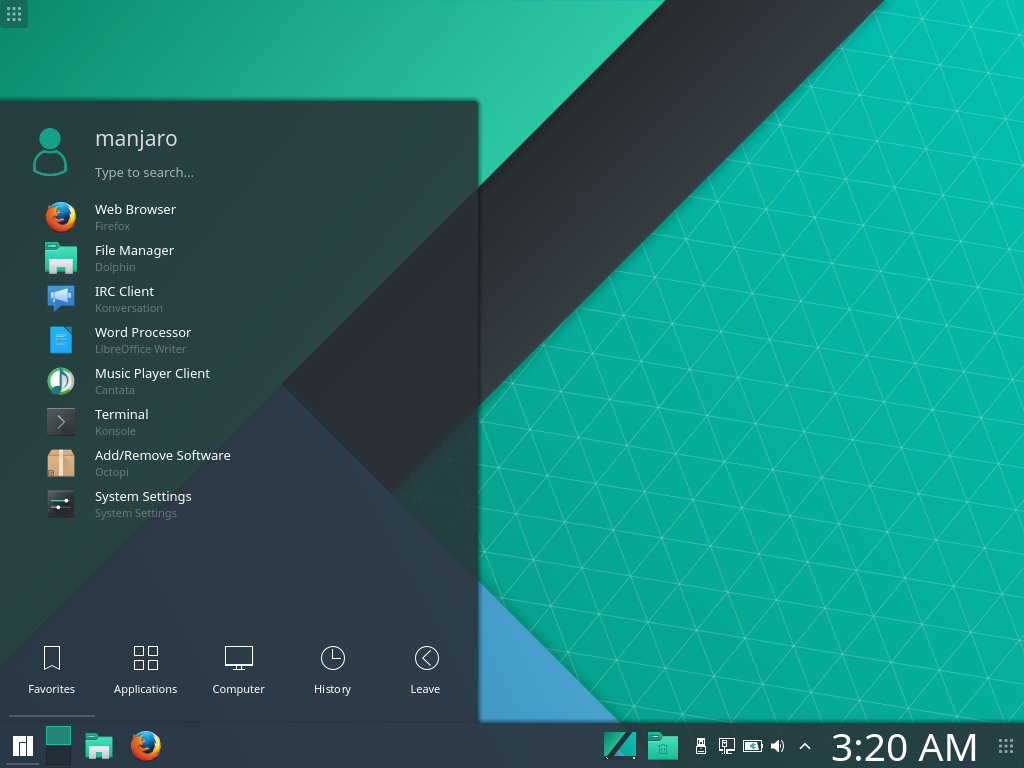 manjaro
Type to search...
Web Browser
Firefox
File Manager
Dolphin
IRC Client
Konversation
Word Processor
LibreOffice Writer
Music Player Client
Cantata
Terminal
Konsole
Add/Remove Software
Octopi
System Settings
System Settings
Favorites
Applications
Computer
History
Leave
3:20 AM